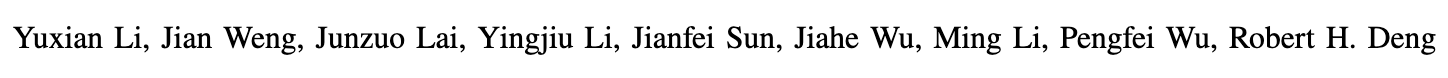 Yuxian Li, Jian Weng, Junzuo Lai, Yingjiu Li, Jianfei Sun, Jiahe Wu, Ming Li, Pengfei Wu, Robert H. Deng